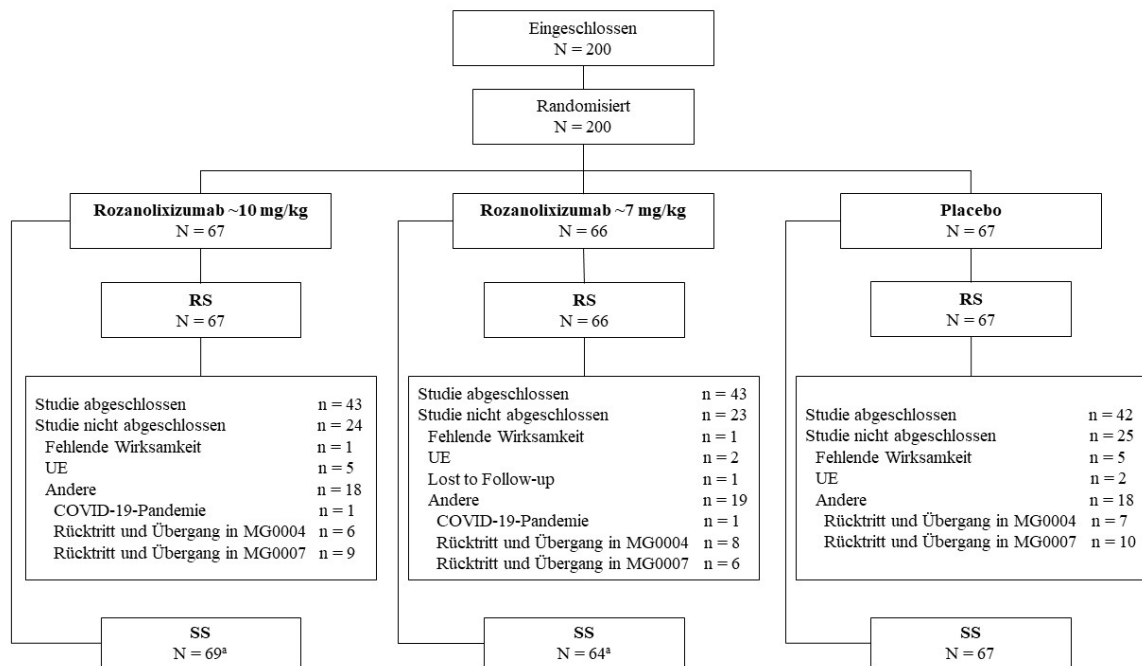 Eingeschlossen
N = 200
Randomisiert
N = 200
Rozanolixizumab ~10 mg/kg
N = 67
RS
N = 67
Studie abgeschlossen n = 43
Studie nicht abgeschlossen n = 24
Fehlende Wirksamkeit n = 1
UE n = 5
Andere n = 18
COVID-19-Pandemie n = 1
Rücktritt und Übergang in MG0004 n = 6
Rücktritt und Übergang in MG0007 n = 9
SS
N = 69ª
Rozanolixizumab ~7 mg/kg
N = 66
RS
N = 66
Studie abgeschlossen n = 43
Studie nicht abgeschlossen n = 23
Fehlende Wirksamkeit n = 1
UE n = 2
Lost to Follow-up n = 1
Andere n = 19
COVID-19-Pandemie n = 1
Rücktritt und Übergang in MG0004 n = 8
Rücktritt und Übergang in MG0007 n = 6
SS
N = 64ª
Placebo
N = 67
RS
N = 67
Studie abgeschlossen n = 42
Studie nicht abgeschlossen n = 25
Fehlende Wirksamkeit n = 5
UE n = 2
Andere n = 18
Rücktritt und Übergang in MG0004 n = 7
Rücktritt und Übergang in MG0007 n = 10
SS
N = 67